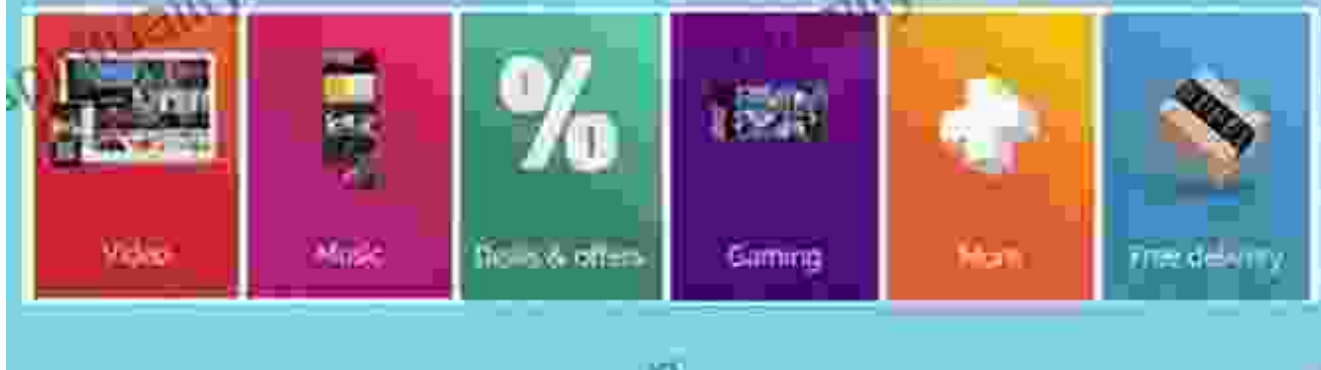 Video
Music
Deals & offers
Gaming
More
Free delivery